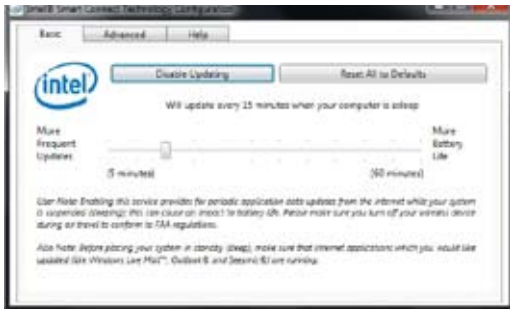 Intel® Smart Connect Technology Configuration
Basic Advanced Help
intel
Disable Updating
Reset All to Defaults
Will update every 15 minutes when your computer is asleep
More
Frequent
Updates
More
Battery
Life
(5 minutes)
(60 minutes)
User Note: Enabling this service provides for periodic application data updates from the internet while your system
is suspended (sleeping); this can cause an impact to battery life. Please make sure you turn off your wireless device
during air travel to conform to FAA regulations.
Also Note: Before placing your system in standby (sleep), make sure that internet applications which you would like
updated (like Windows Live Mail™, Outlook® and Seesmic®) are running.